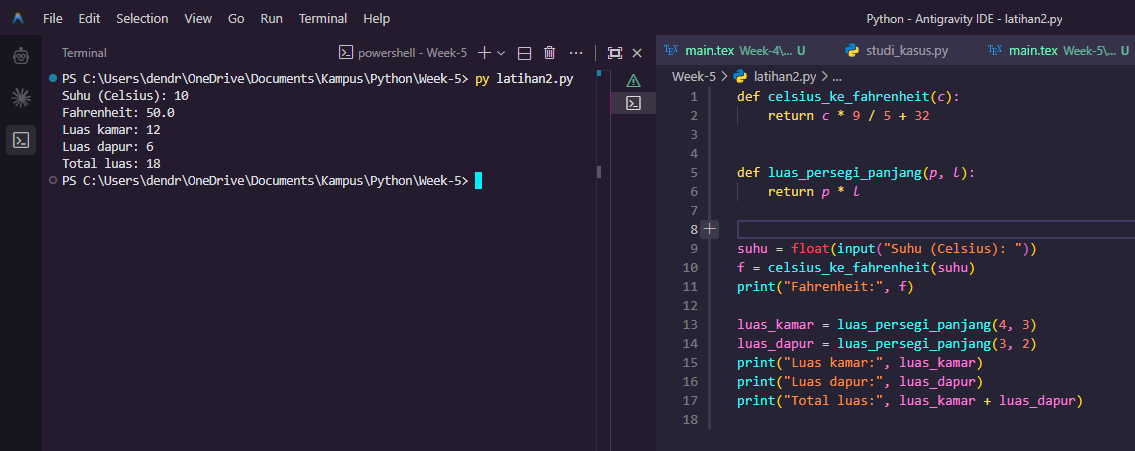 File Edit Selection View Go Run Terminal Help
Python - Antigravity IDE - latihan2.py
Terminal
powershell - Week-5
PS C:\Users\dendr\OneDrive\Documents\Kampus\Python\Week-5> py latihan2.py
Suhu (Celsius): 10
Fahrenheit: 50.0
Luas kamar: 12
Luas dapur: 6
Total luas: 18
PS C:\Users\dendr\OneDrive\Documents\Kampus\Python\Week-5>
TEX main.tex Week-4\... U
studi_kasus.py
TEX main.tex Week-5\... U
Week-5 > latihan2.py > ...
1 def celsius_ke_fahrenheit(c):
2 return c * 9 / 5 + 32
3
4
5 def luas_persegi_panjang(p, l):
6 return p * l
7
8
9 suhu = float(input("Suhu (Celsius): "))
10 f = celsius_ke_fahrenheit(suhu)
11 print("Fahrenheit:", f)
12
13 luas_kamar = luas_persegi_panjang(4, 3)
14 luas_dapur = luas_persegi_panjang(3, 2)
15 print("Luas kamar:", luas_kamar)
16 print("Luas dapur:", luas_dapur)
17 print("Total luas:", luas_kamar + luas_dapur)
18